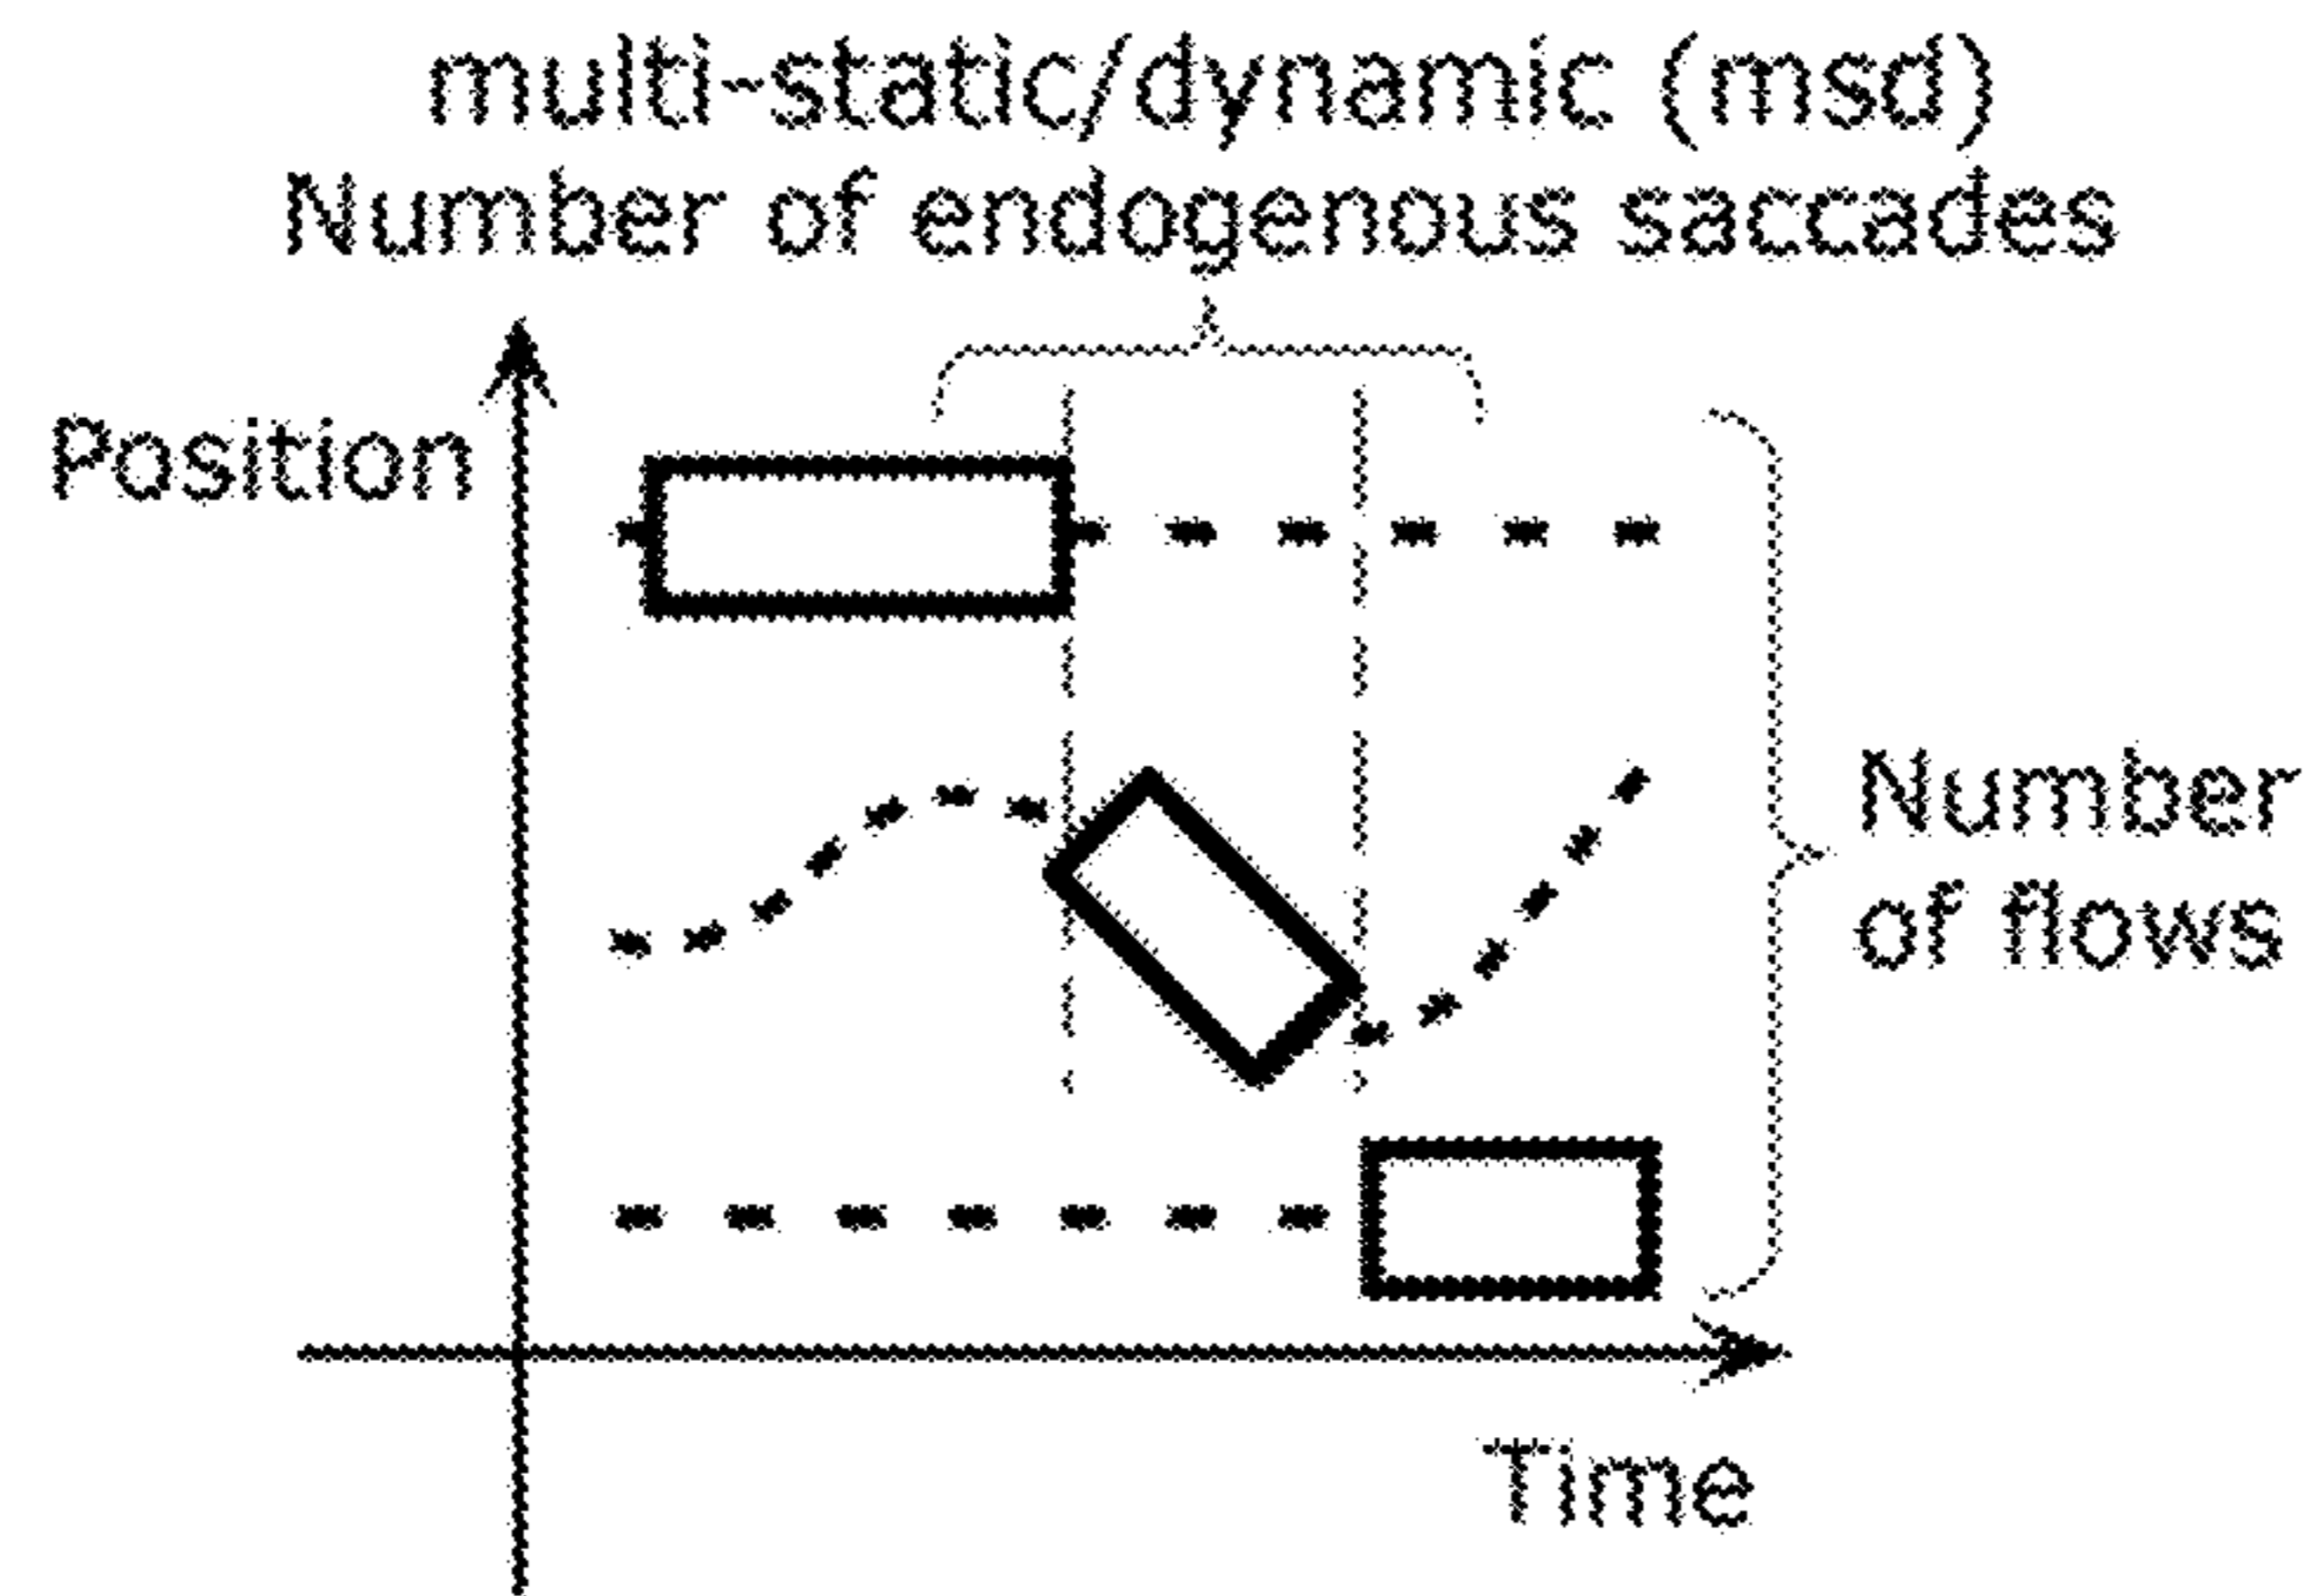 multi-static/dynamic (msd)
Number of endogenous saccades
Position
Number
of flows
Time